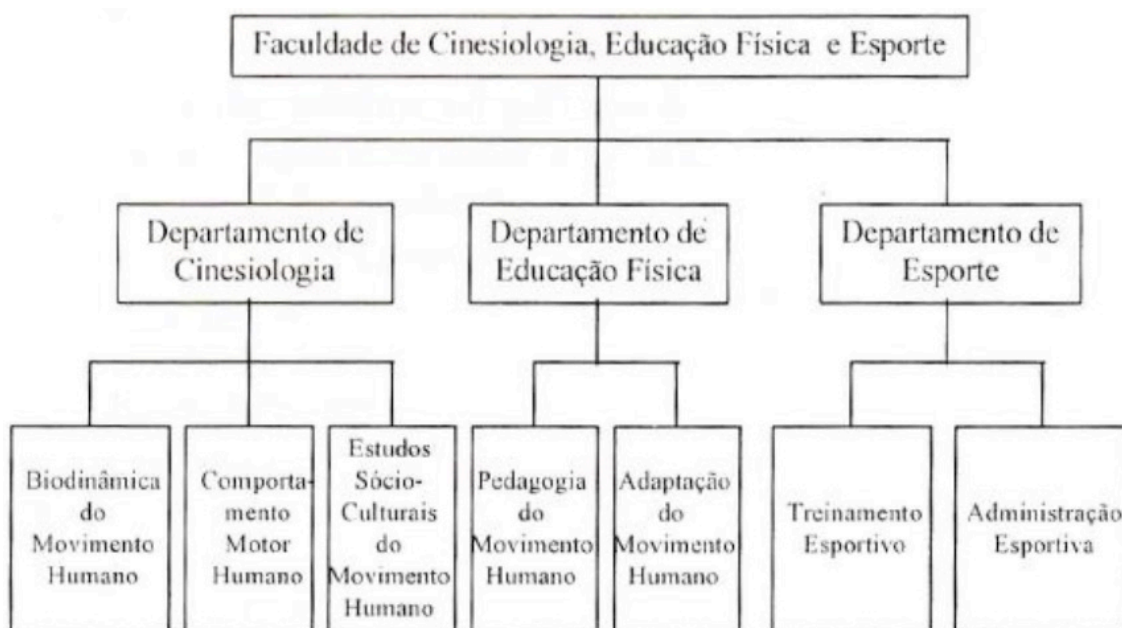 Faculdade de Cinesiologia, Educação Física e Esporte
Departamento de
Cinesiologia
Departamento de
Educação Física
Departamento de
Esporte
Biodinâmica
do
Movimento
Humano
Comporta-
mento
Motor
Humano
Estudos
Sócio-
Culturais
do
Movimento
Humano
Pedagogia
do
Movimento
Humano
Adaptação
do
Movimento
Humano
Treinamento
Esportivo
Administração
Esportiva